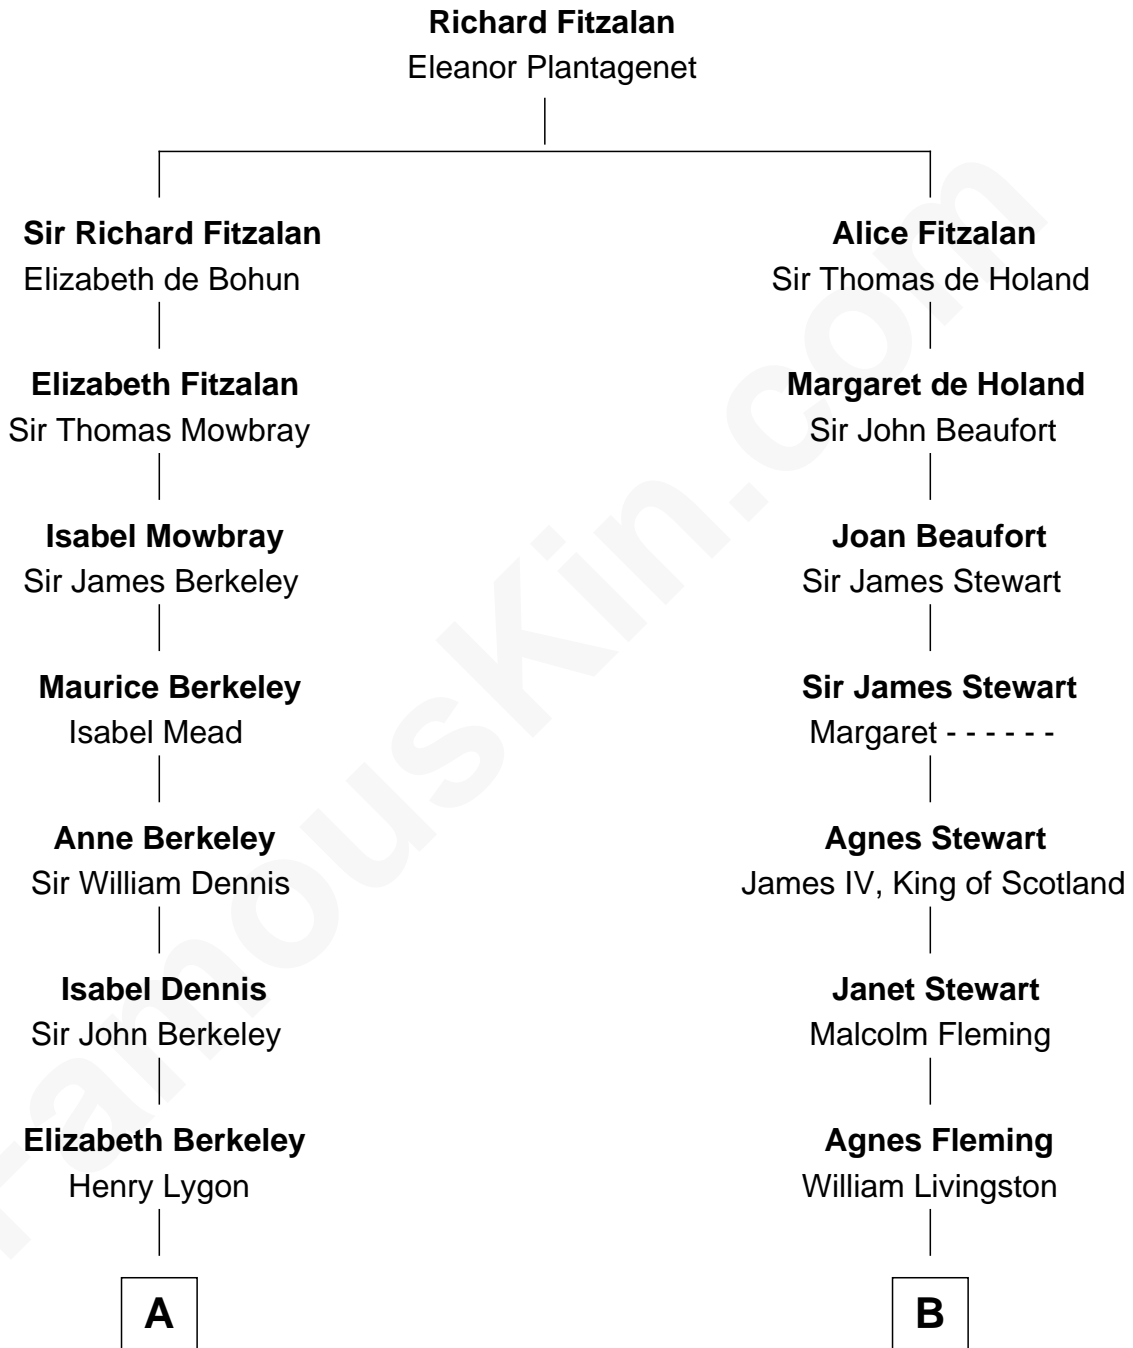 Richard Fitzalan
Eleanor Plantagenet
Sir Richard Fitzalan
Elizabeth de Bohun
Elizabeth Fitzalan
Sir Thomas Mowbray
Isabel Mowbray
Sir James Berkeley
Maurice Berkeley
Isabel Mead
Anne Berkeley
Sir William Dennis
Isabel Dennis
Sir John Berkeley
Elizabeth Berkeley
Henry Lygon
A
Alice Fitzalan
Sir Thomas de Holand
Margaret de Holand
Sir John Beaufort
Joan Beaufort
Sir James Stewart
Sir James Stewart
Margaret - - - - - -
Agnes Stewart
James IV, King of Scotland
Janet Stewart
Malcolm Fleming
Agnes Fleming
William Livingston
B
FamousKin.com